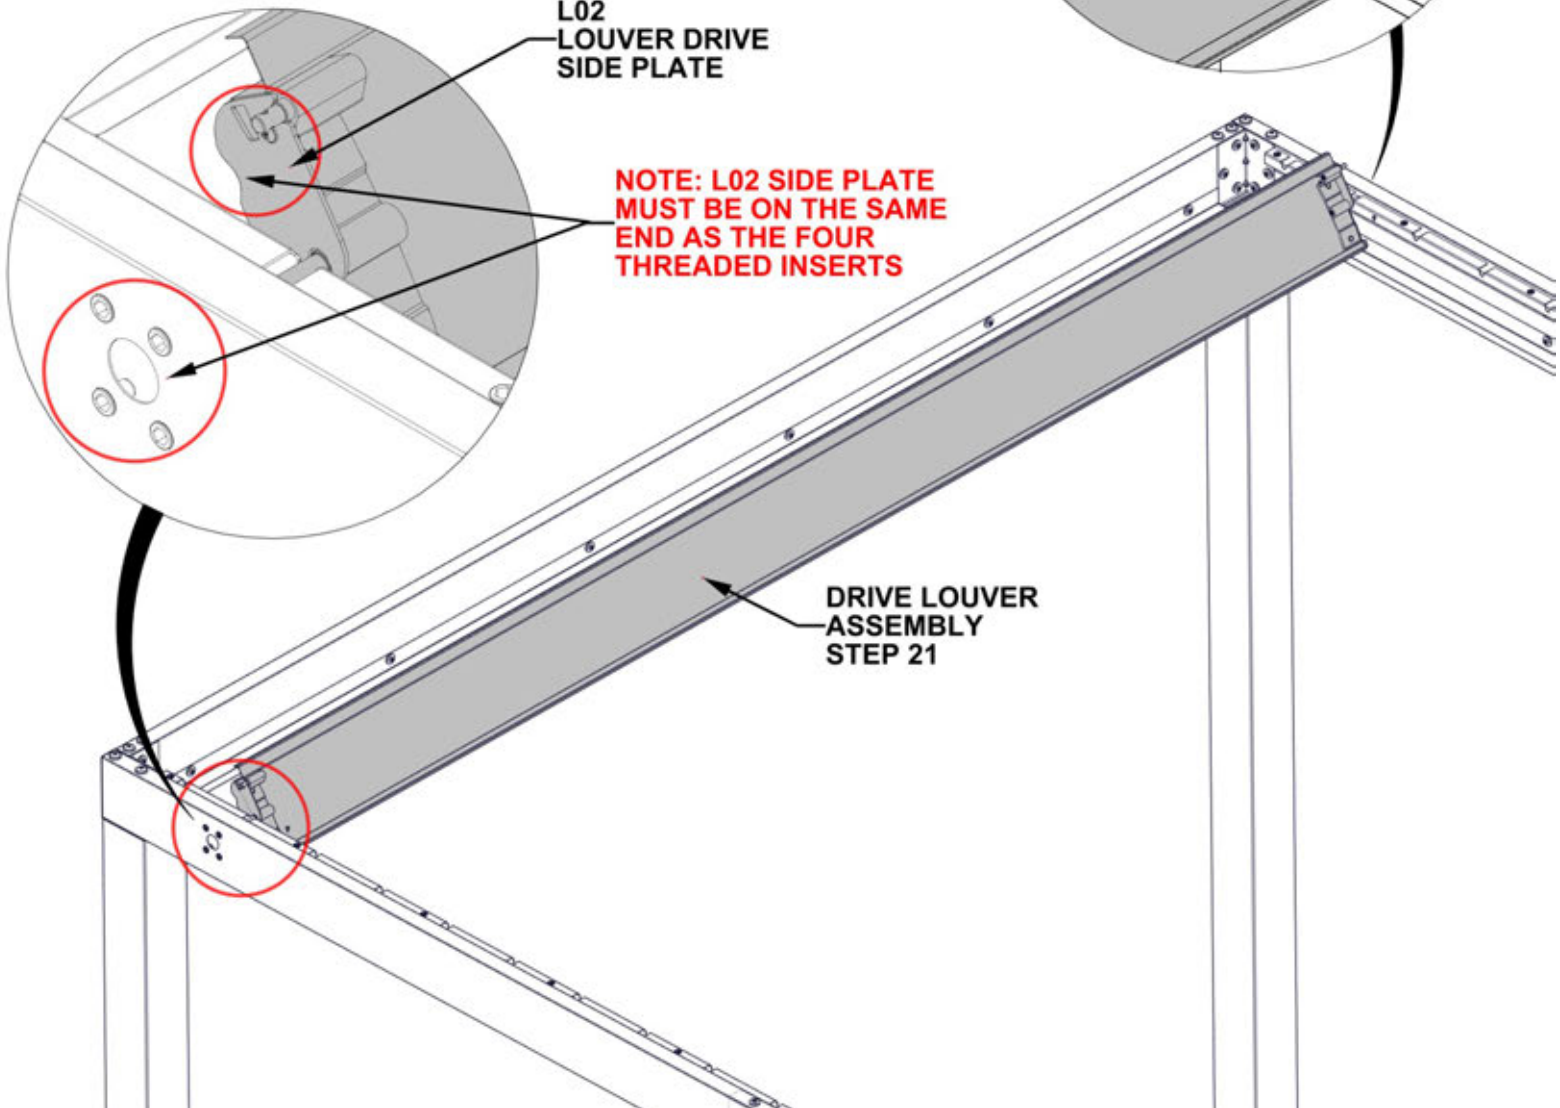 L02
LOUVER DRIVE
SIDE PLATE
NOTE: L02 SIDE PLATE
MUST BE ON THE SAME
END AS THE FOUR
THREADED INSERTS
DRIVE LOUVER
ASSEMBLY
STEP 21